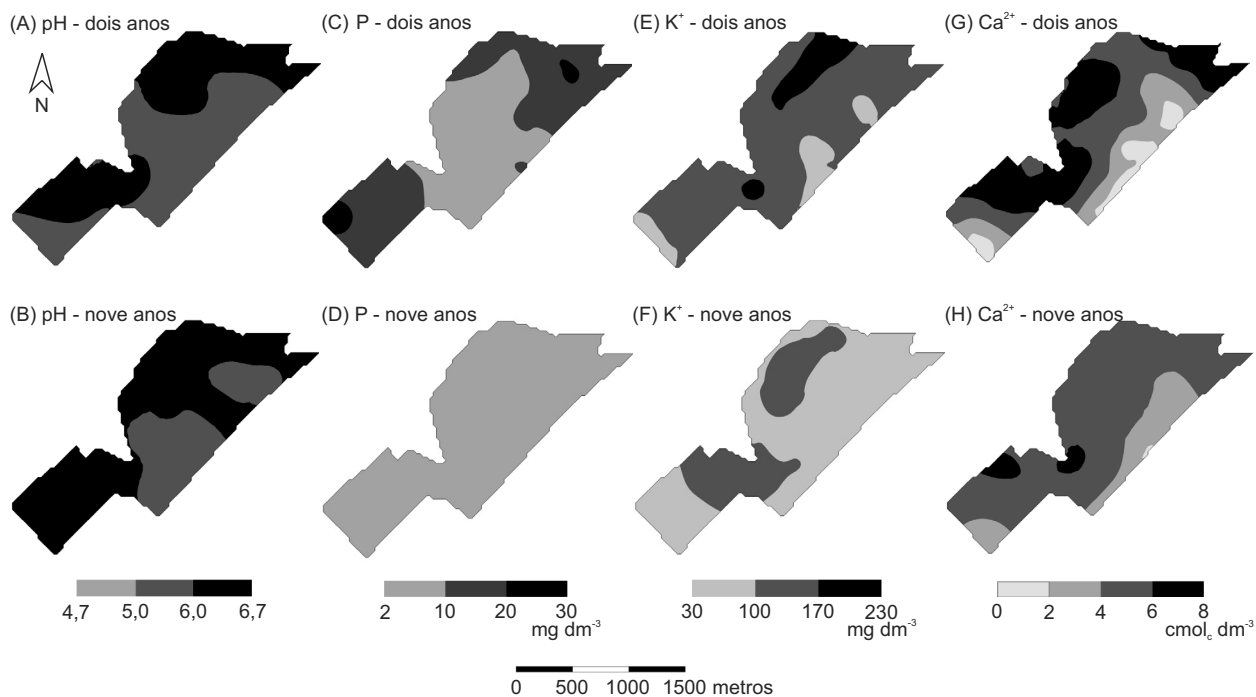 (A) pH - dois anos
(C) P - dois anos
(E) K⁺ - dois anos
(G) Ca²⁺ - dois anos
N
(B) pH - nove anos
(D) P - nove anos
(F) K⁺ - nove anos
(H) Ca²⁺ - nove anos
4,7 5,0 6,0 6,7
2 10 20 30
mg dm⁻³
30 100 170 230
mg dm⁻³
0 2 4 6 8
cmol꜀ dm⁻³
0 500 1000 1500 metros